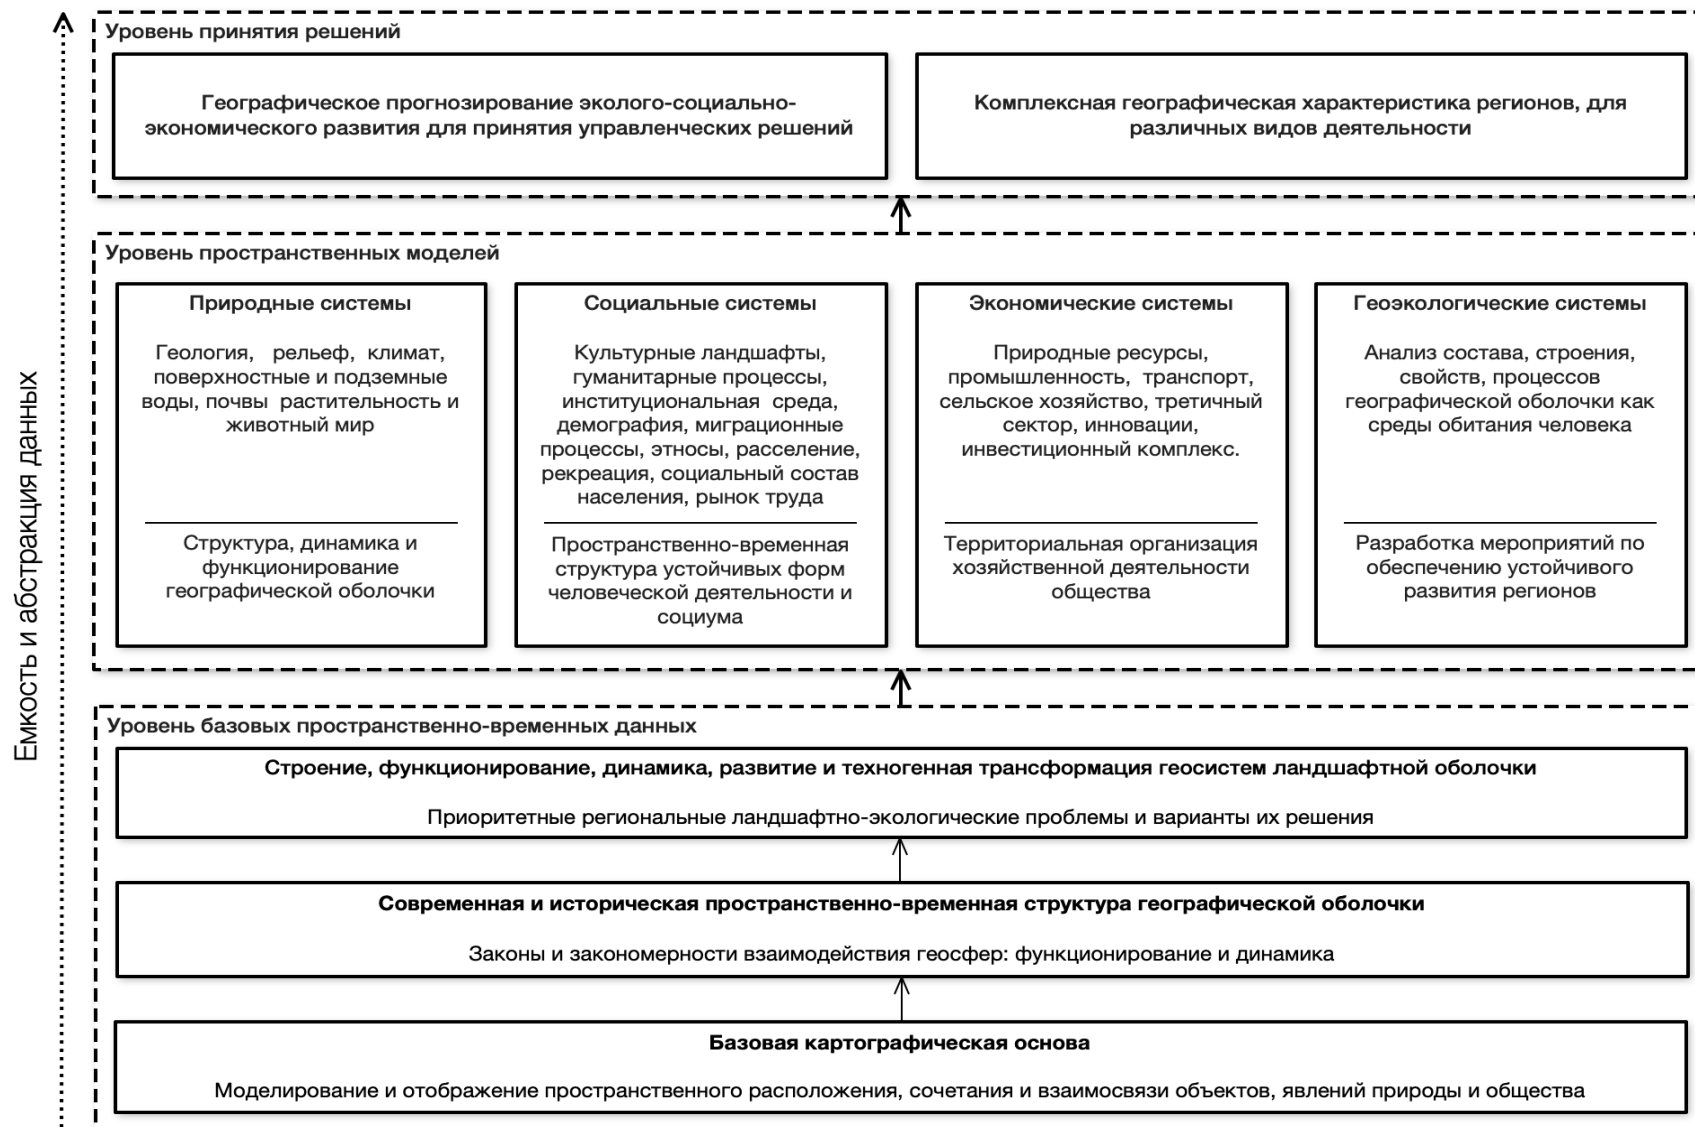 Емкость и абстракция данных
Уровень принятия решений
Географическое прогнозирование эколого-социально-
экономического развития для принятия управленческих решений
Комплексная географическая характеристика регионов, для
различных видов деятельности
Уровень пространственных моделей
Природные системы
Геология, рельеф, климат,
поверхностные и подземные
воды, почвы растительность и
животный мир
Структура, динамика и
функционирование
географической оболочки
Социальные системы
Культурные ландшафты,
гуманитарные процессы,
институциональная среда,
демография, миграционные
процессы, этносы, расселение,
рекреация, социальный состав
населения, рынок труда
Пространственно-временная
структура устойчивых форм
человеческой деятельности и
социума
Экономические системы
Природные ресурсы,
промышленность, транспорт,
сельское хозяйство, третичный
сектор, инновации,
инвестиционный комплекс.
Территориальная организация
хозяйственной деятельности
общества
Геоэкологические системы
Анализ состава, строения,
свойств, процессов
географической оболочки как
среды обитания человека
Разработка мероприятий по
обеспечению устойчивого
развития регионов
Уровень базовых пространственно-временных данных
Строение, функционирование, динамика, развитие и техногенная трансформация геосистем ландшафтной оболочки
Приоритетные региональные ландшафтно-экологические проблемы и варианты их решения
Современная и историческая пространственно-временная структура географической оболочки
Законы и закономерности взаимодействия геосфер: функционирование и динамика
Базовая картографическая основа
Моделирование и отображение пространственного расположения, сочетания и взаимосвязи объектов, явлений природы и общества